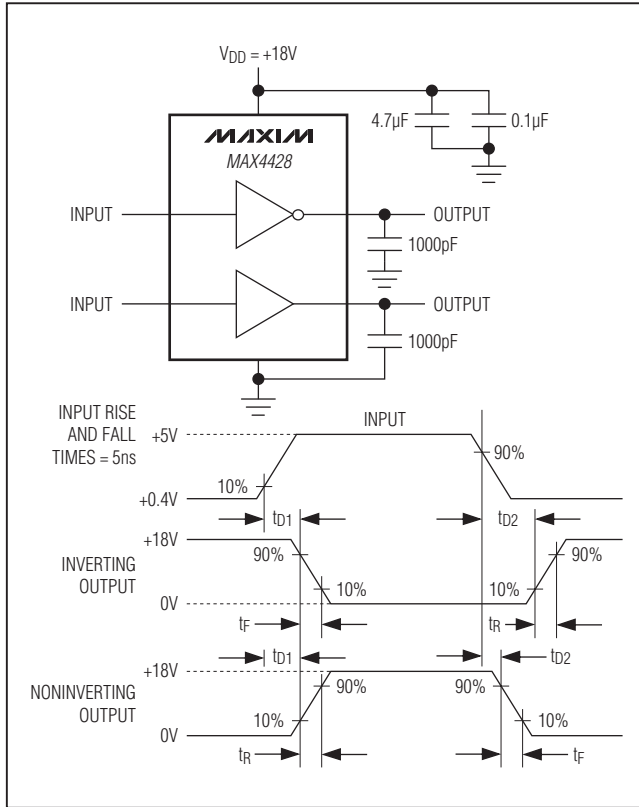 VDD = +18V
4.7µF
0.1µF
MAXIM
MAX4428
INPUT
OUTPUT
1000pF
INPUT
OUTPUT
1000pF
INPUT RISE
AND FALL
TIMES = 5ns
+5V
INPUT
90%
10%
+0.4V
tD1
tD2
+18V
90%
90%
INVERTING
OUTPUT
10%
10%
0V
tF
tR
tD1
tD2
+18V
90%
90%
NONINVERTING
OUTPUT
10%
10%
0V
tR
tF